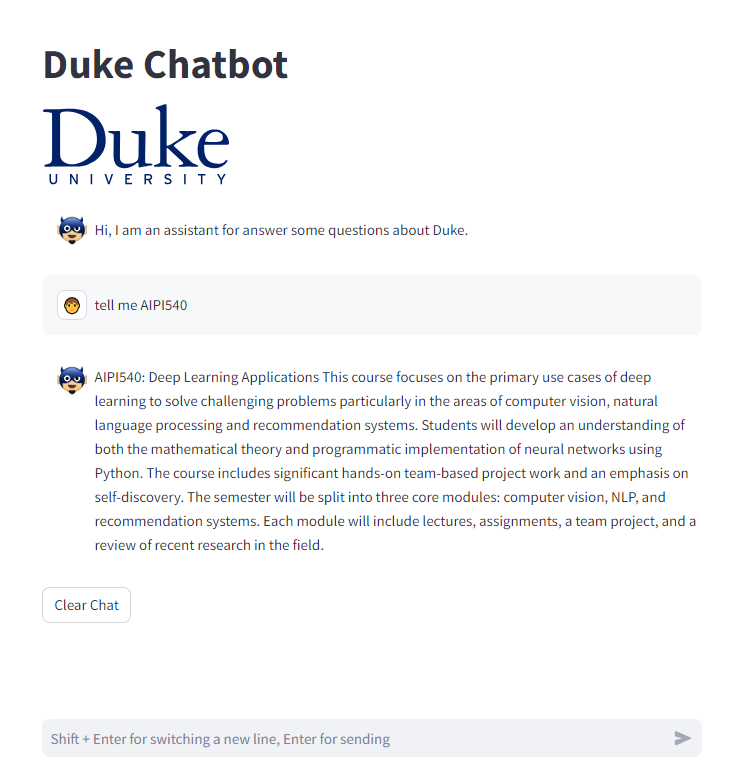 Duke Chatbot
Duke
UNIVERSITY
Hi, I am an assistant for answer some questions about Duke.
tell me AIPI540
AIPI540: Deep Learning Applications This course focuses on the primary use cases of deep
learning to solve challenging problems particularly in the areas of computer vision, natural
language processing and recommendation systems. Students will develop an understanding of
both the mathematical theory and programmatic implementation of neural networks using
Python. The course includes significant hands-on team-based project work and an emphasis on
self-discovery. The semester will be split into three core modules: computer vision, NLP, and
recommendation systems. Each module will include lectures, assignments, a team project, and a
review of recent research in the field.
Clear Chat
Shift + Enter for switching a new line, Enter for sending